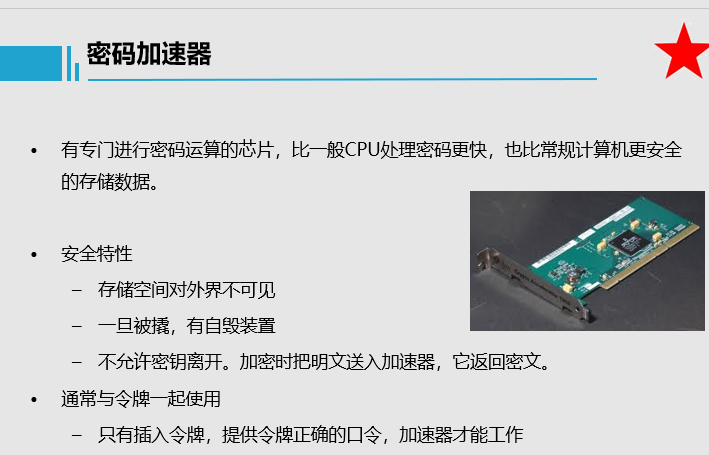 密码加速器
• 有专门进行密码运算的芯片，比一般CPU处理密码更快，也比常规计算机更安全
的存储数据。
• 安全特性
– 存储空间对外界不可见
– 一旦被撬，有自毁装置
– 不允许密钥离开。加密时把明文送入加速器，它返回密文。
• 通常与令牌一起使用
– 只有插入令牌，提供令牌正确的口令，加速器才能工作